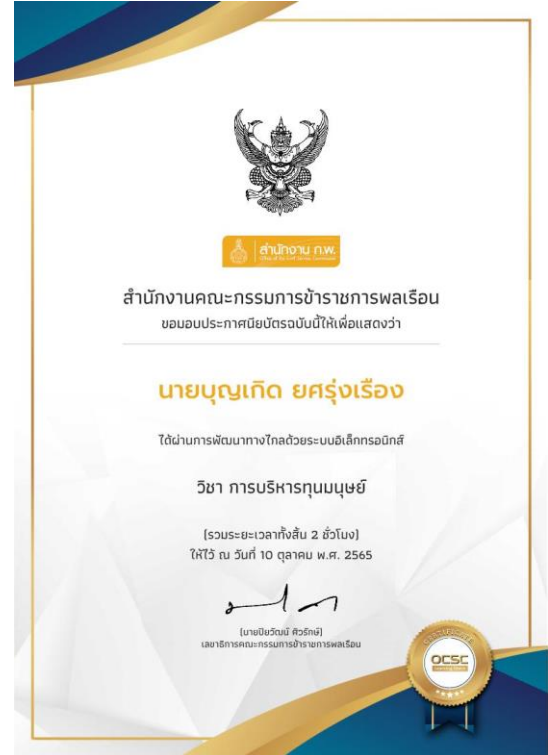 สำนักงาน ก.พ.
Office of the Civil Service Commission
สำนักงานคณะกรรมการข้าราชการพลเรือน
ขอมอบประกาศนียบัตรฉบับนี้ให้เพื่อแสดงว่า
นายบุญเกิด ยศรุ่งเรือง
ได้ผ่านการพัฒนาทางไกลด้วยระบบอิเล็กทรอนิกส์
วิชา การบริหารทุนมนุษย์
(รวมระยะเวลาทั้งสิ้น 2 ชั่วโมง)
ให้ไว้ ณ วันที่ 10 ตุลาคม พ.ศ. 2565
(นายปิยวัฒน์ ศิวรักษ์)
เลขาธิการคณะกรรมการข้าราชการพลเรือน
CERTIFICATE
OCSC